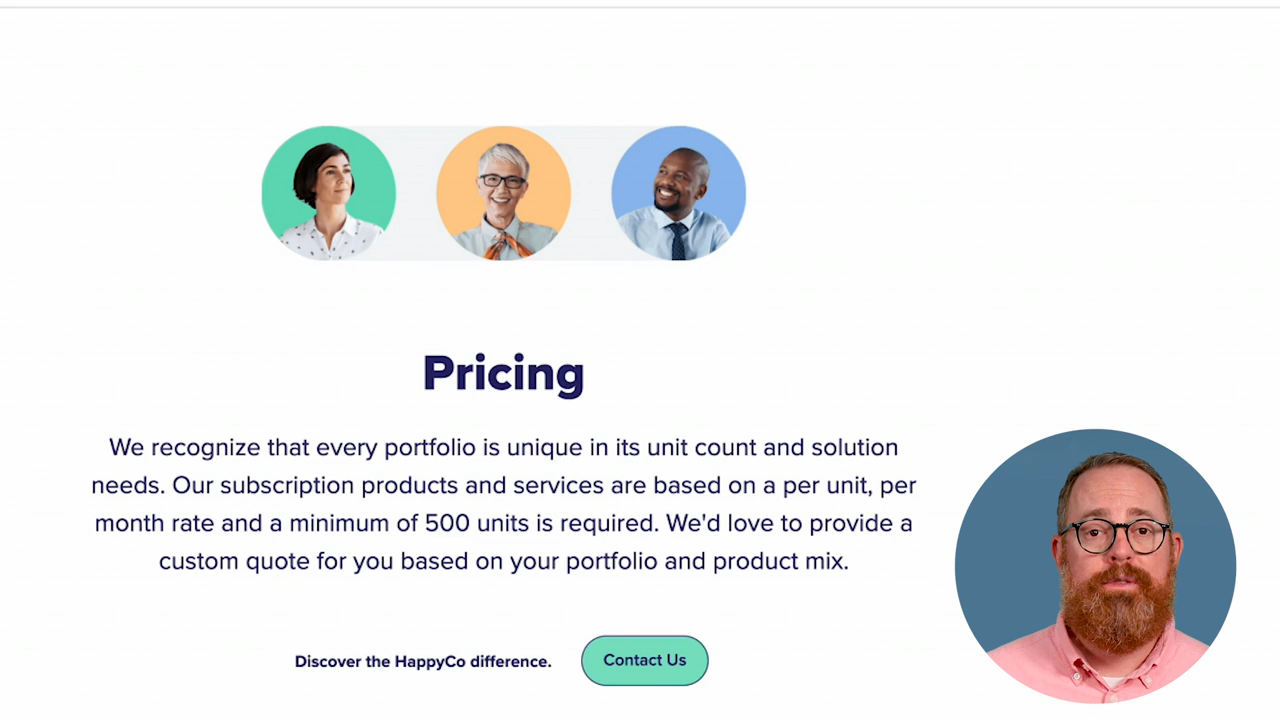 Pricing
We recognize that every portfolio is unique in its unit count and solution
needs. Our subscription products and services are based on a per unit, per
month rate and a minimum of 500 units is required. We'd love to provide a
custom quote for you based on your portfolio and product mix.
Discover the HappyCo difference.
Contact Us